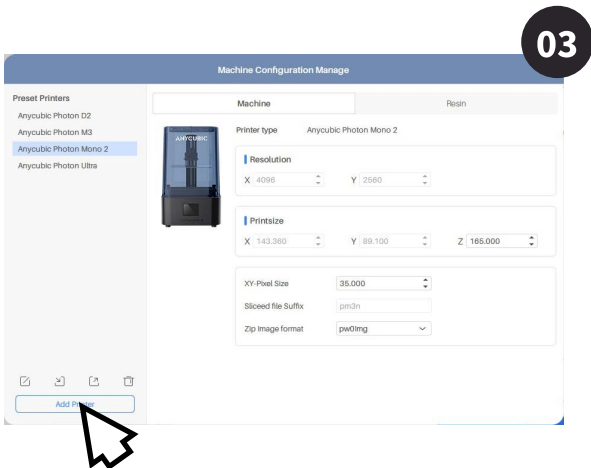 03
Machine Configuration Manage
Preset Printers
Anycubic Photon D2
Anycubic Photon M3
Anycubic Photon Mono 2
Anycubic Photon Ultra
Add Printer
Machine
Resin
ANYCUBIC
Printer type Anycubic Photon Mono 2
Resolution
X 4096 Y 2560
Printsize
X 143.360 Y 89.100 Z 165.000
XY-Pixel Size 35.000
Sliceed file Suffix pm3n
Zip Image format pw0Img